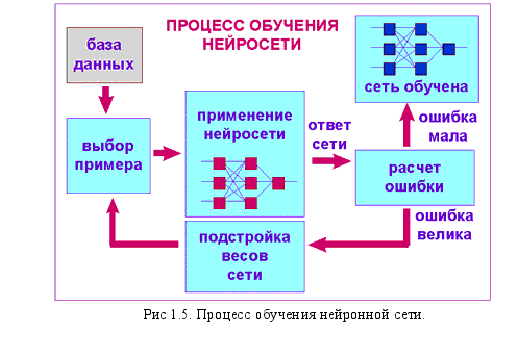 ПРОЦЕСС ОБУЧЕНИЯ
НЕЙРОСЕТИ
база
данных
выбор
примера
применение
нейросети
ответ
сети
расчет
ошибки
ошибка
мала
сеть обучена
ошибка
велика
подстройка
весов
сети
Рис 1.5. Процесс обучения нейронной сети.